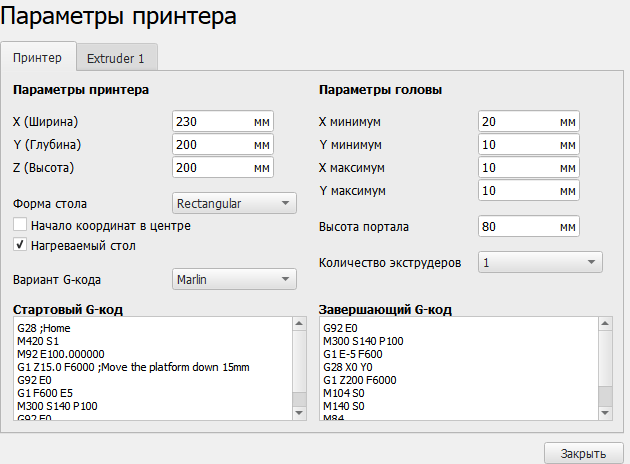 Параметры принтера
Принтер
Extruder 1
Параметры принтера
X (Ширина) 230 мм
Y (Глубина) 200 мм
Z (Высота) 200 мм
Форма стола Rectangular
Начало координат в центре
Нагреваемый стол
Вариант G-кода Marlin
Параметры головы
X минимум 20 мм
Y минимум 10 мм
X максимум 10 мм
Y максимум 10 мм
Высота портала 80 мм
Количество экструдеров 1
Стартовый G-код
G28 ;Home
M420 S1
M92 E100.000000
G1 Z15.0 F6000 ;Move the platform down 15mm
G92 E0
G1 F600 E5
M300 S140 P100
G92 E0
Завершающий G-код
G92 E0
M300 S140 P100
G1 E-5 F600
G28 X0 Y0
G1 Z200 F6000
M104 S0
M140 S0
M84
Закрыть